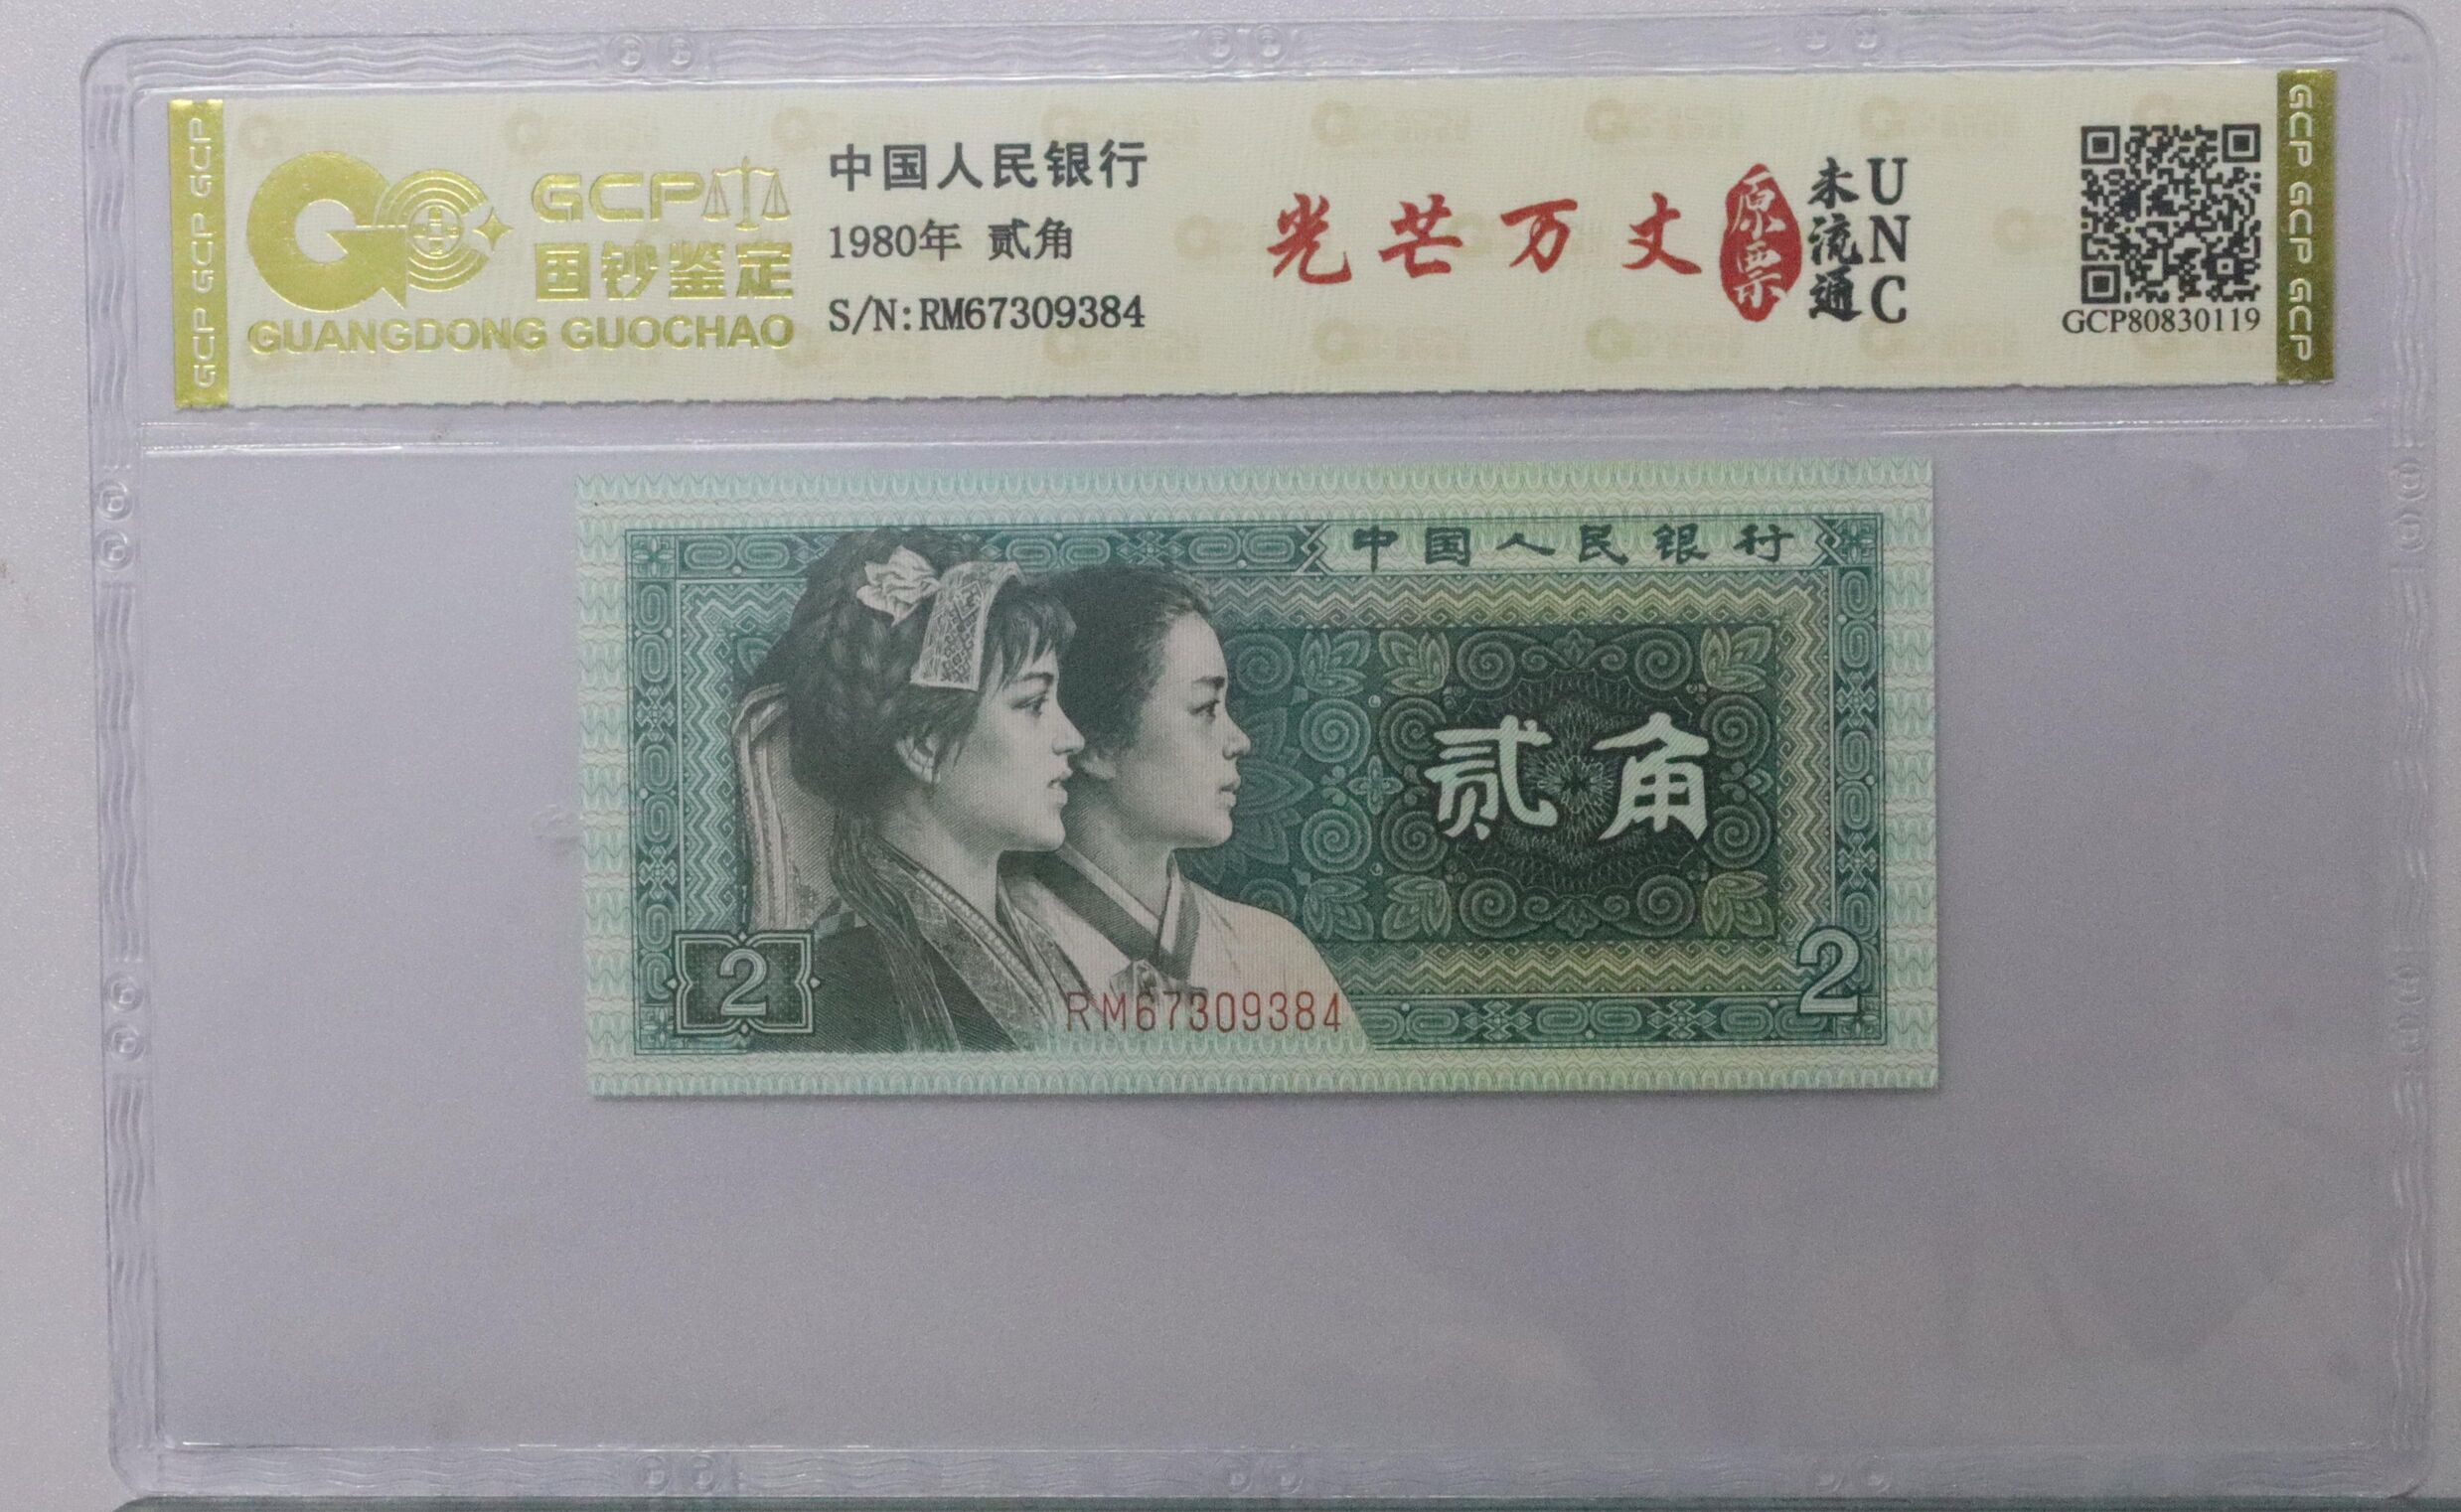 GCP GCP GCP
GCP
国钞鉴定
GUANGDONG GUOCHAO
中国人民银行
1980年 贰角
S/N:RM67309384
光芒万丈
原票
未流通
UNC
GCP80830119
GCP GCP GCP
中国人民银行
贰角
2
2
RM67309384